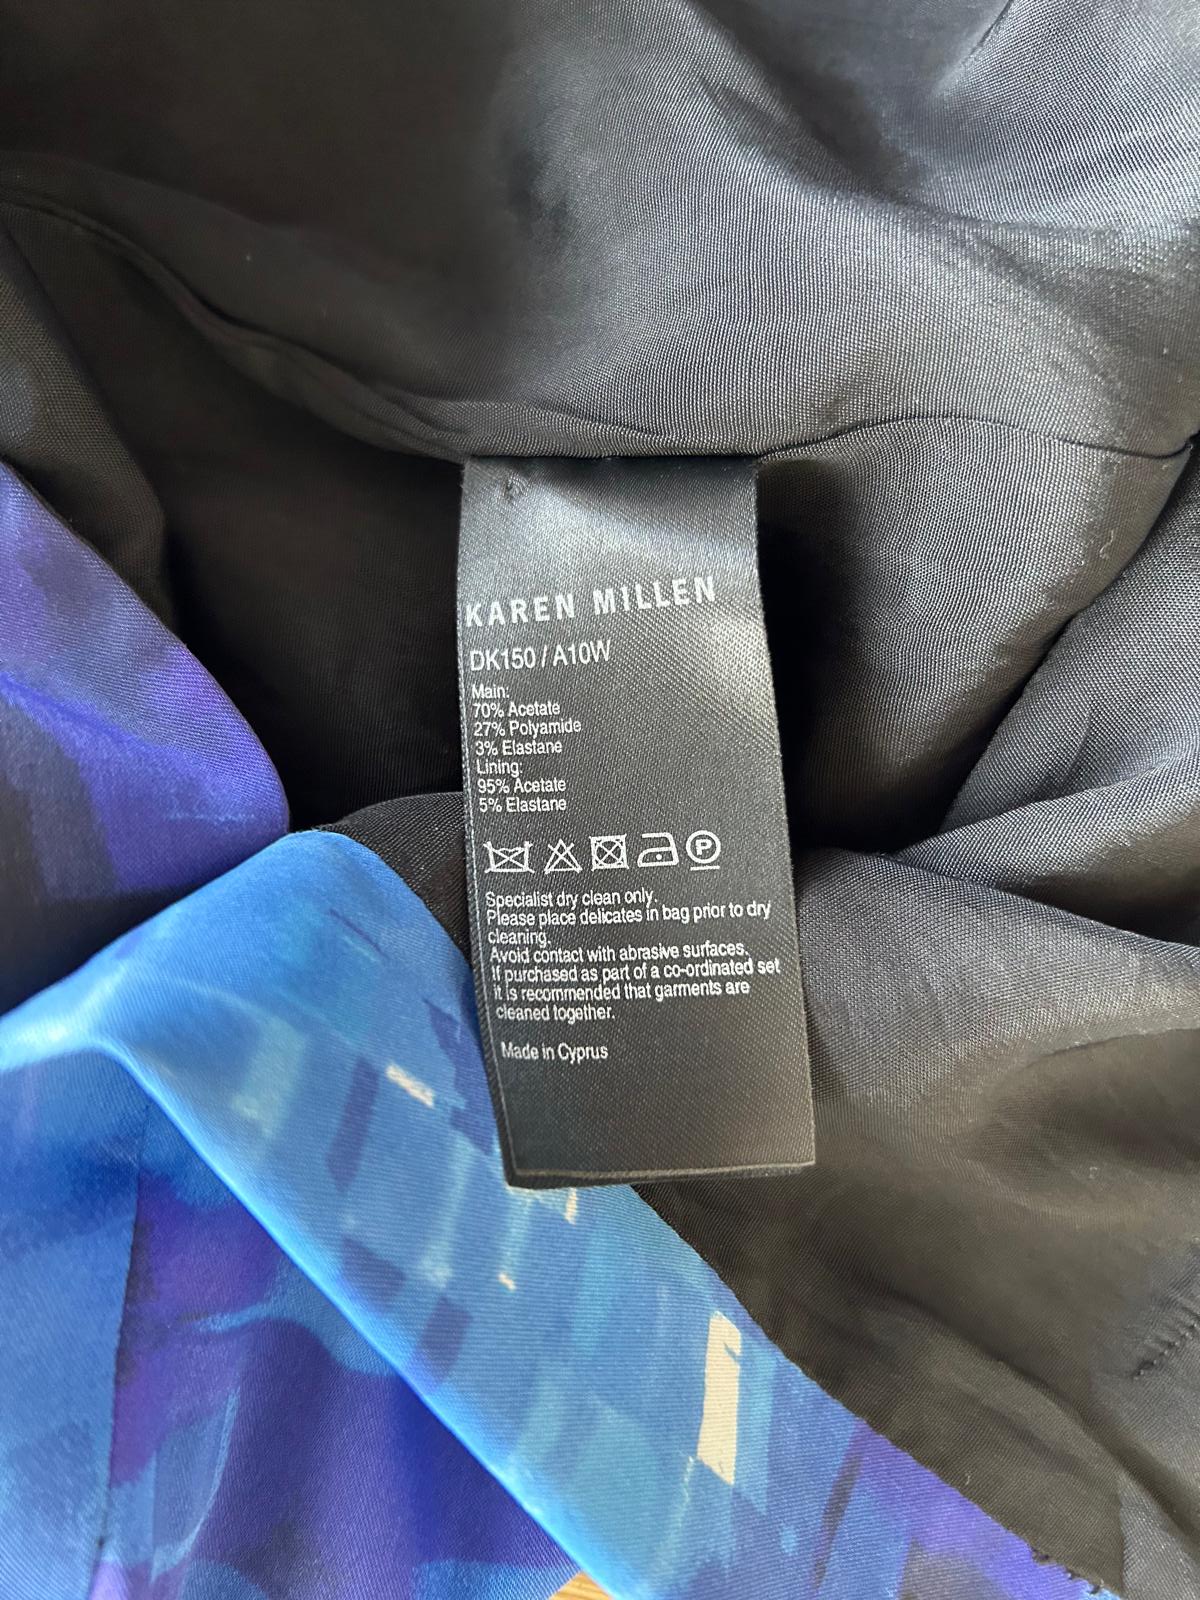 KAREN MILLEN
DK150 / A10W
Main:
70% Acetate
27% Polyamide
3% Elastane
Lining:
95% Acetate
5% Elastane
P
Specialist dry clean only.
Please place delicates in bag prior to dry
cleaning.
Avoid contact with abrasive surfaces.
If purchased as part of a co-ordinated set
it is recommended that garments are
cleaned together.
Made in Cyprus